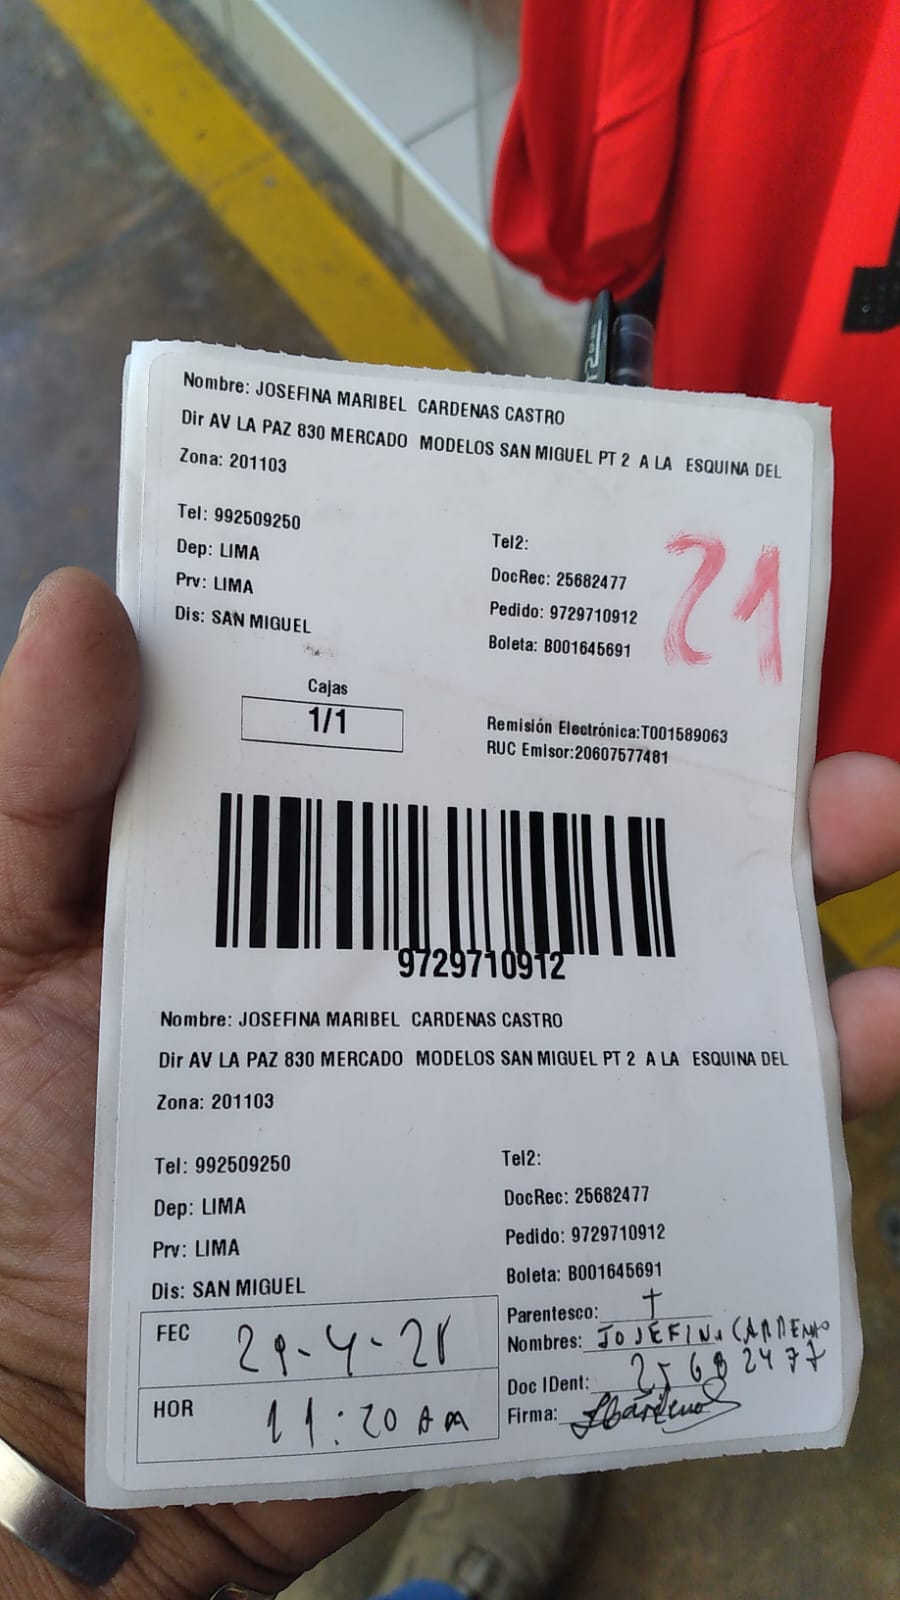 Nombre: JOSEFINA MARIBEL CARDENAS CASTRO
Dir AV LA PAZ 830 MERCADO MODELOS SAN MIGUEL PT 2 A LA ESQUINA DEL
Zona: 201103
Tel: 992509250
Tel2:
Dep: LIMA
DocRec: 25682477
Prv: LIMA
Pedido: 9729710912
Dis: SAN MIGUEL
Boleta: B001645691
21
Cajas
1/1
Remisión Electrónica:T001589063
RUC Emisor:20607577481
9729710912
Nombre: JOSEFINA MARIBEL CARDENAS CASTRO
Dir AV LA PAZ 830 MERCADO MODELOS SAN MIGUEL PT 2 A LA ESQUINA DEL
Zona: 201103
Tel: 992509250
Tel2:
Dep: LIMA
DocRec: 25682477
Prv: LIMA
Pedido: 9729710912
Dis: SAN MIGUEL
Boleta: B001645691
FEC
Parentesco:
Nombres: JOSEFINA CARDENAS
Doc IDent: 25682477
HOR 11:20 AM
Firma: